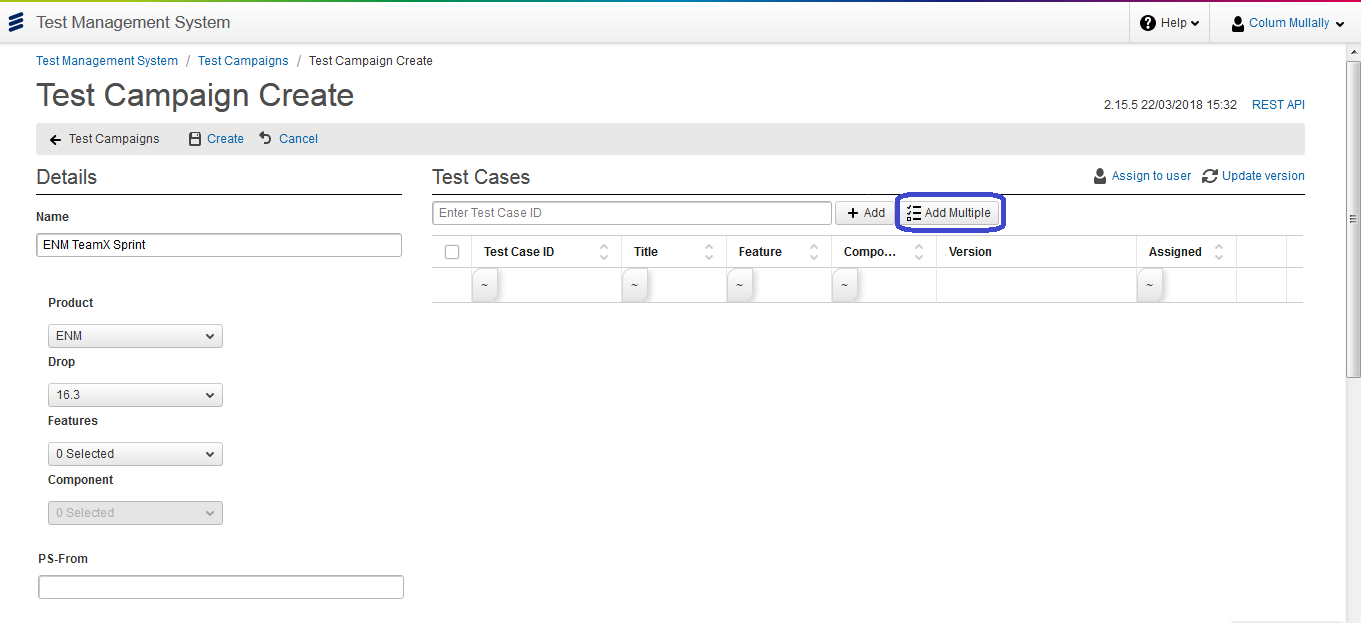 Test Management System
Help
Colum Mullally
Test Management System / Test Campaigns / Test Campaign Create
Test Campaign Create
2.15.5 22/03/2018 15:32 REST API
Test Campaigns Create Cancel
Details
Name
ENM TeamX Sprint
Product
ENM
Drop
16.3
Features
0 Selected
Component
0 Selected
PS-From
Test Cases
Assign to user Update version
Enter Test Case ID
Add
Add Multiple
Test Case ID Title Feature Compo... Version Assigned
~ ~ ~ ~ ~